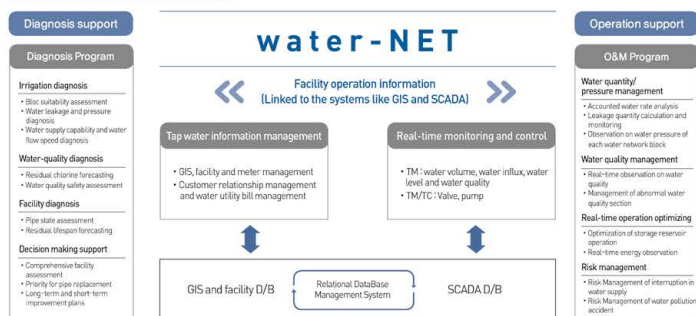 Diagnosis support
Diagnosis Program
Irrigation diagnosis
• Bloc suitability assessment
• Water leakage and pressure
diagnosis
• Water supply capability and water
flow speed diagnosis
Water-quality diagnosis
• Residual chlorine forecasting
• Water quality safety assessment
Facility diagnosis
• Pipe state assessment
• Residual lifespan forecasting
Decision making support
• Comprehensive facility
assessment
• Priority for pipe replacement
• Long-term and short-term
improvement plans
water-NET
Facility operation information
(Linked to the systems like GIS and SCADA)
Tap water information management
• GIS, facility and meter management
• Customer relationship management
and water utility bill management
Real-time monitoring and control
• TM : water volume, water influx, water
level and water quality
• TM/TC : Valve, pump
GIS and facility D/B
Relational DataBase
Management System
SCADA D/B
Operation support
O&M Program
Water quantity/
pressure management
• Accounted water rate analysis
• Leakage quantity calculation and
monitoring
• Observation on water pressure of
each water network block
Water quality management
• Real-time observation on water
quality
• Management of abnormal water
quality section
Real-time operation optimizing
• Optimization of storage reservoir
operation
• Real-time energy observation
Risk management
• Risk Management of interruption in
water supply
• Risk Management of water pollution
accident